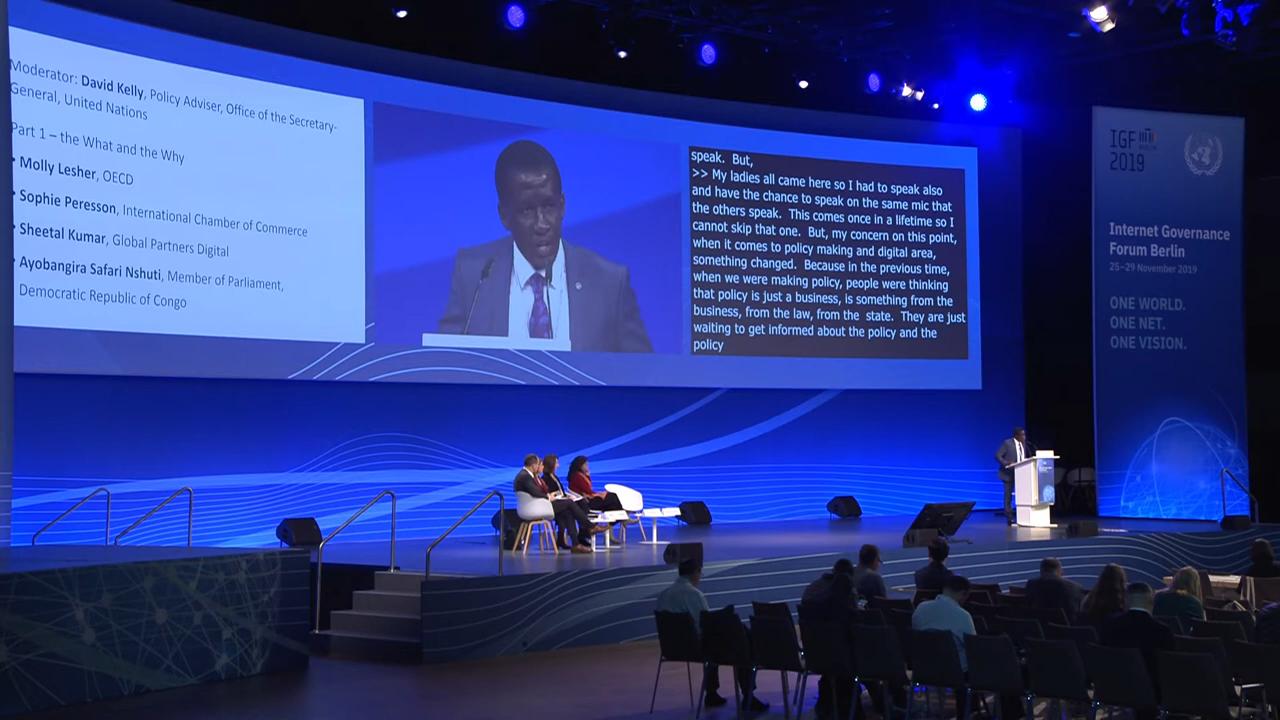 Moderator: David Kelly, Policy Adviser, Office of the Secretary-
General, United Nations
Part 1 – the What and the Why
• Molly Lesher, OECD
• Sophie Peresson, International Chamber of Commerce
• Sheetal Kumar, Global Partners Digital
• Ayobangira Safari Nshuti, Member of Parliament,
Democratic Republic of Congo
speak. But,
>> My ladies all came here so I had to speak also
and have the chance to speak on the same mic that
the others speak. This comes once in a lifetime so I
cannot skip that one. But, my concern on this point,
when it comes to policy making and digital area,
something changed. Because in the previous time,
when we were making policy, people were thinking
that policy is just a business, is something from the
business, from the law, from the state. They are just
waiting to get informed about the policy and the
policy
IGF
2019
Internet Governance
Forum Berlin
25–29 November 2019
ONE WORLD.
ONE NET.
ONE VISION.